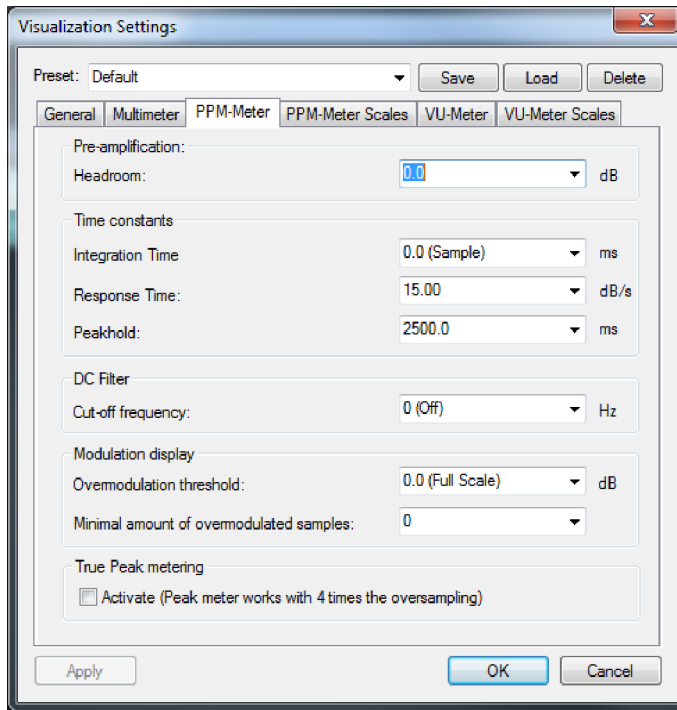 Visualization Settings
Preset: Default Save Load Delete
General Multimeter PPM-Meter PPM-Meter Scales VU-Meter VU-Meter Scales
Pre-amplification:
Headroom: 0.0 dB
Time constants
Integration Time 0.0 (Sample) ms
Response Time: 15.00 dB/s
Peakhold: 2500.0 ms
DC Filter
Cut-off frequency: 0 (Off) Hz
Modulation display
Overmodulation threshold: 0.0 (Full Scale) dB
Minimal amount of overmodulated samples: 0
True Peak metering
Activate (Peak meter works with 4 times the oversampling)
Apply OK Cancel